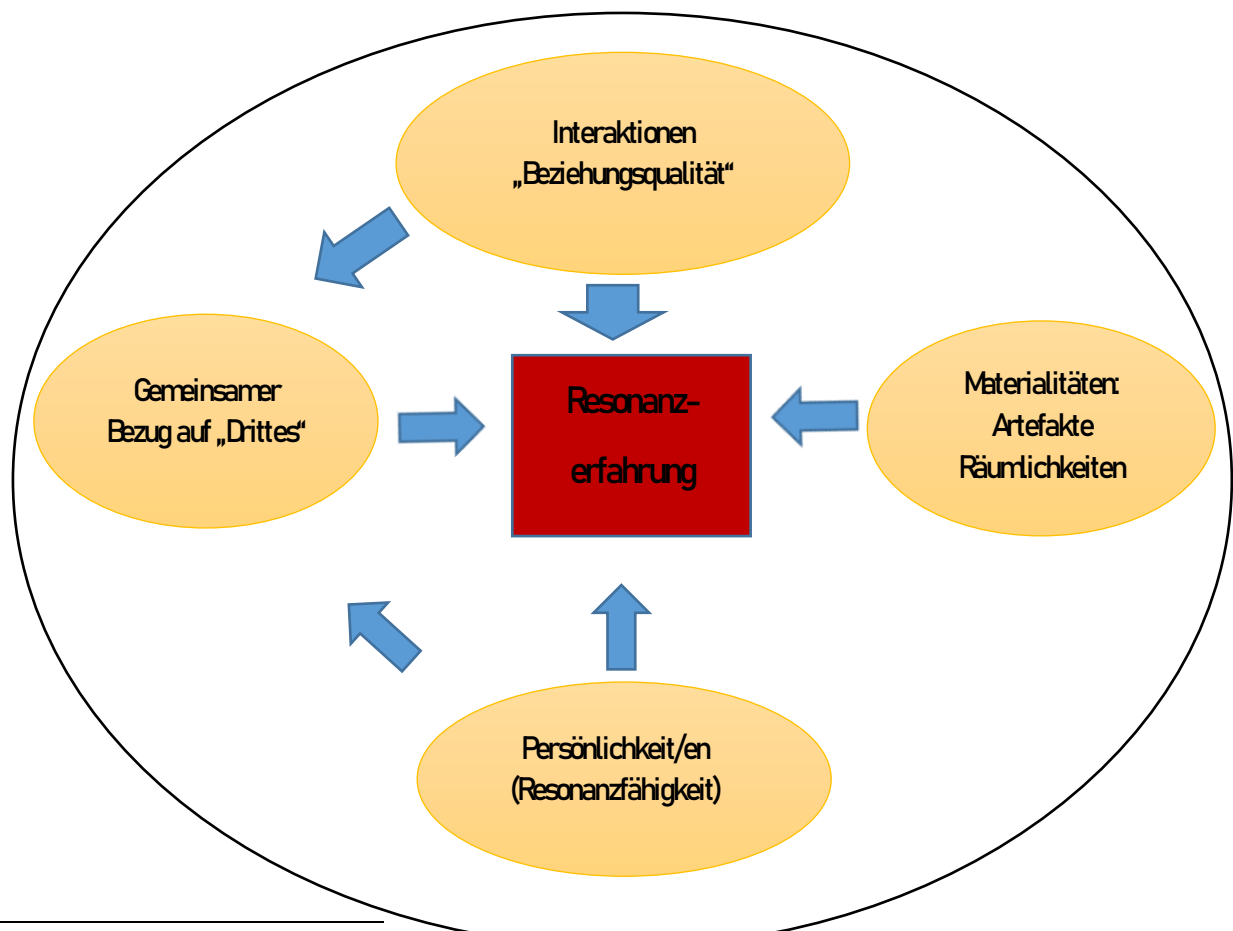 Interaktionen
„Beziehungsqualität“
Gemeinsamer
Bezug auf „Drittes“
Resonanz-
erfahrung
Materialitäten:
Artefakte
Räumlichkeiten
Persönlichkeit/en
(Resonanzfähigkeit)